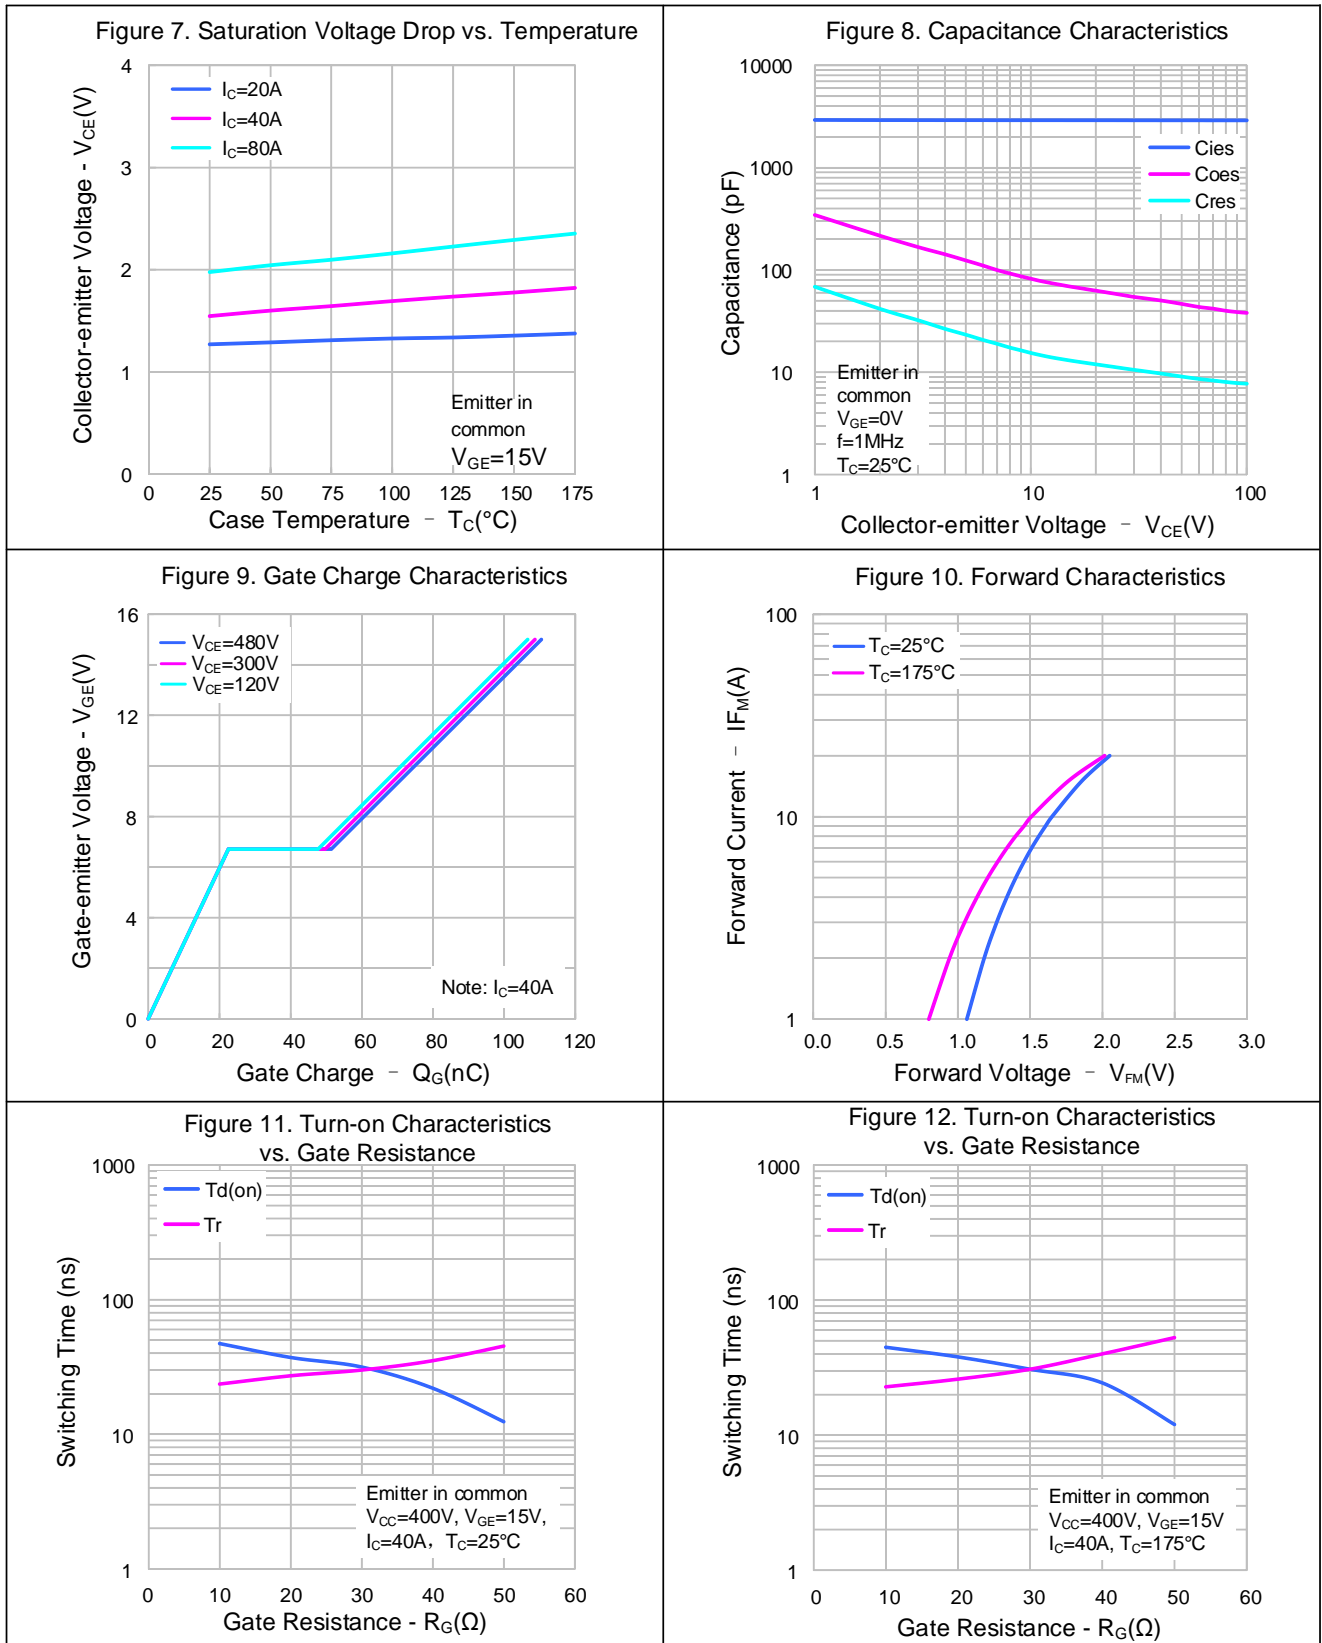 Figure 7. Saturation Voltage Drop vs. Temperature
4
3
2
1
0
Collector-emitter Voltage - VCE(V)
IC=20A
IC=40A
IC=80A
Emitter in
common
VGE=15V
0 25 50 75 100 125 150 175
Case Temperature - TC(°C)
Figure 8. Capacitance Characteristics
10000
1000
100
10
1
Capacitance (pF)
Cies
Coes
Cres
Emitter in
common
VGE=0V
f=1MHz
TC=25°C
1 10 100
Collector-emitter Voltage - VCE(V)
Figure 9. Gate Charge Characteristics
16
12
8
4
0
Gate-emitter Voltage - VGE(V)
VCE=480V
VCE=300V
VCE=120V
Note: IC=40A
0 20 40 60 80 100 120
Gate Charge - QG(nC)
Figure 10. Forward Characteristics
100
10
1
Forward Current - IFM(A)
TC=25°C
TC=175°C
0.0 0.5 1.0 1.5 2.0 2.5 3.0
Forward Voltage - VFM(V)
Figure 11. Turn-on Characteristics
vs. Gate Resistance
1000
100
10
1
Switching Time (ns)
Td(on)
Tr
Emitter in common
VCC=400V, VGE=15V,
IC=40A, TC=25°C
0 10 20 30 40 50 60
Gate Resistance - RG(Ω)
Figure 12. Turn-on Characteristics
vs. Gate Resistance
1000
100
10
1
Switching Time (ns)
Td(on)
Tr
Emitter in common
VCC=400V, VGE=15V
IC=40A, TC=175°C
0 10 20 30 40 50 60
Gate Resistance - RG(Ω)